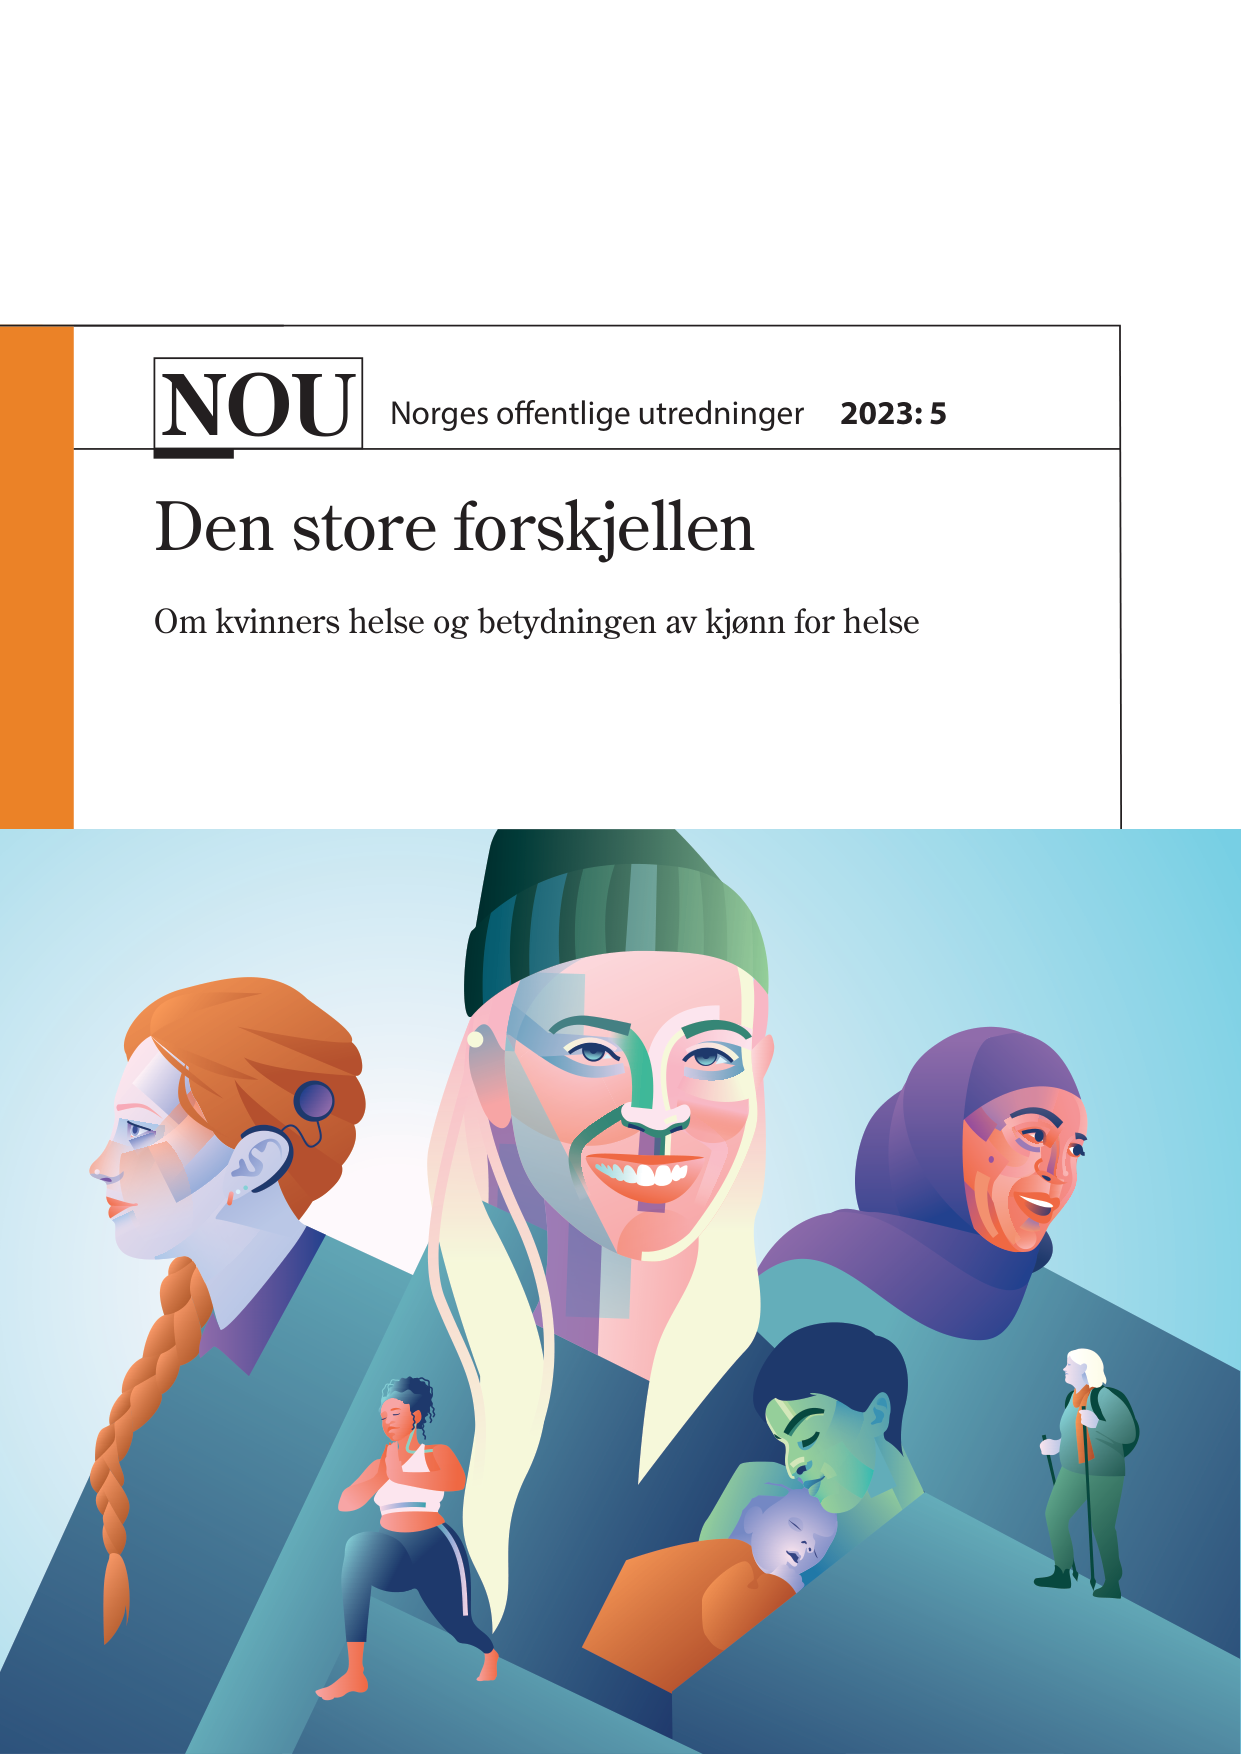 NOU Norges offentlige utredninger 2023: 5
Den store forskjellen
Om kvinners helse og betydningen av kjønn for helse